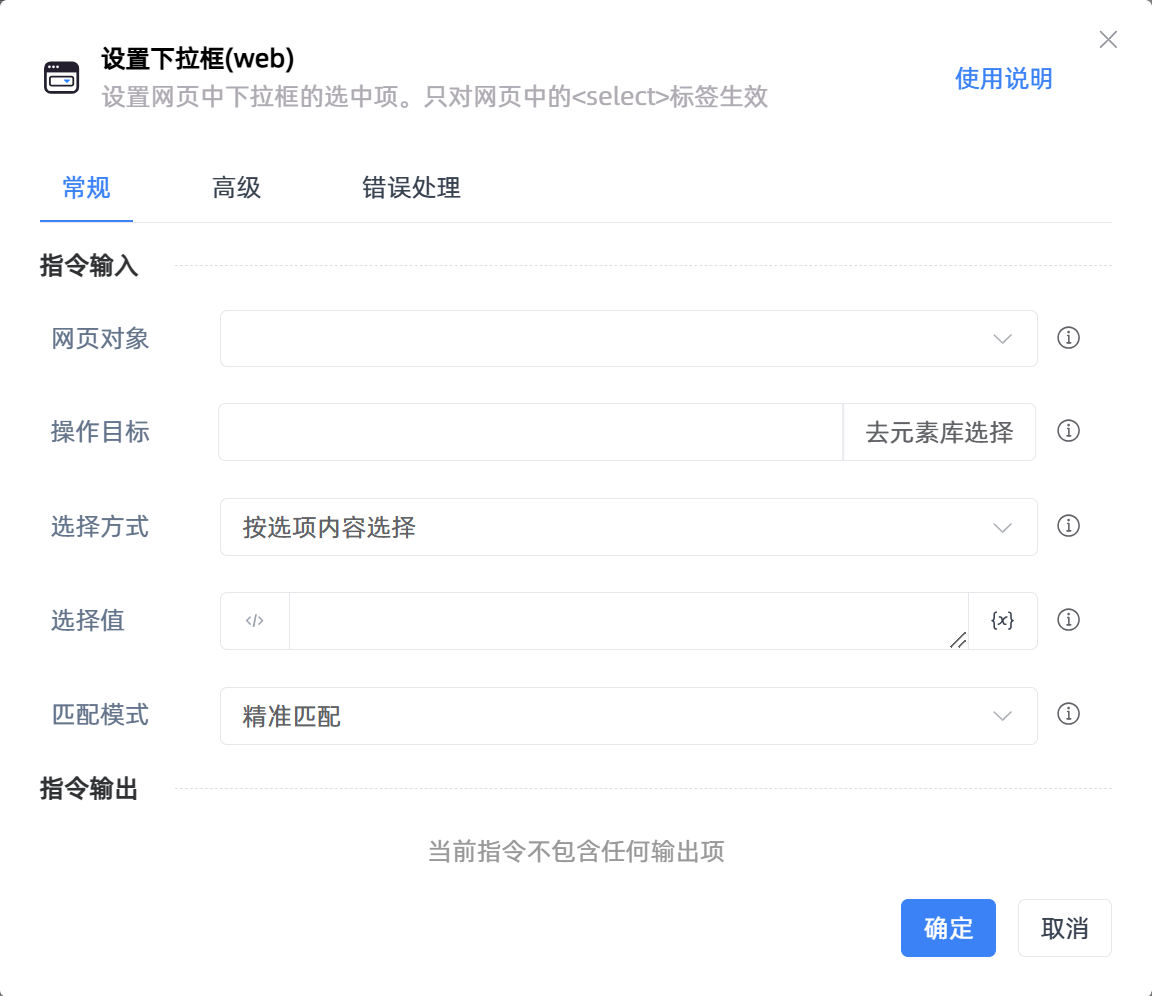 设置下拉框(web)
设置网页中下拉框的选中项。只对网页中的<select>标签生效
使用说明
常规
高级
错误处理
指令输入
网页对象
操作目标
去元素库选择
选择方式
按选项内容选择
选择值
</>
{x}
匹配模式
精准匹配
指令输出
当前指令不包含任何输出项
确定
取消